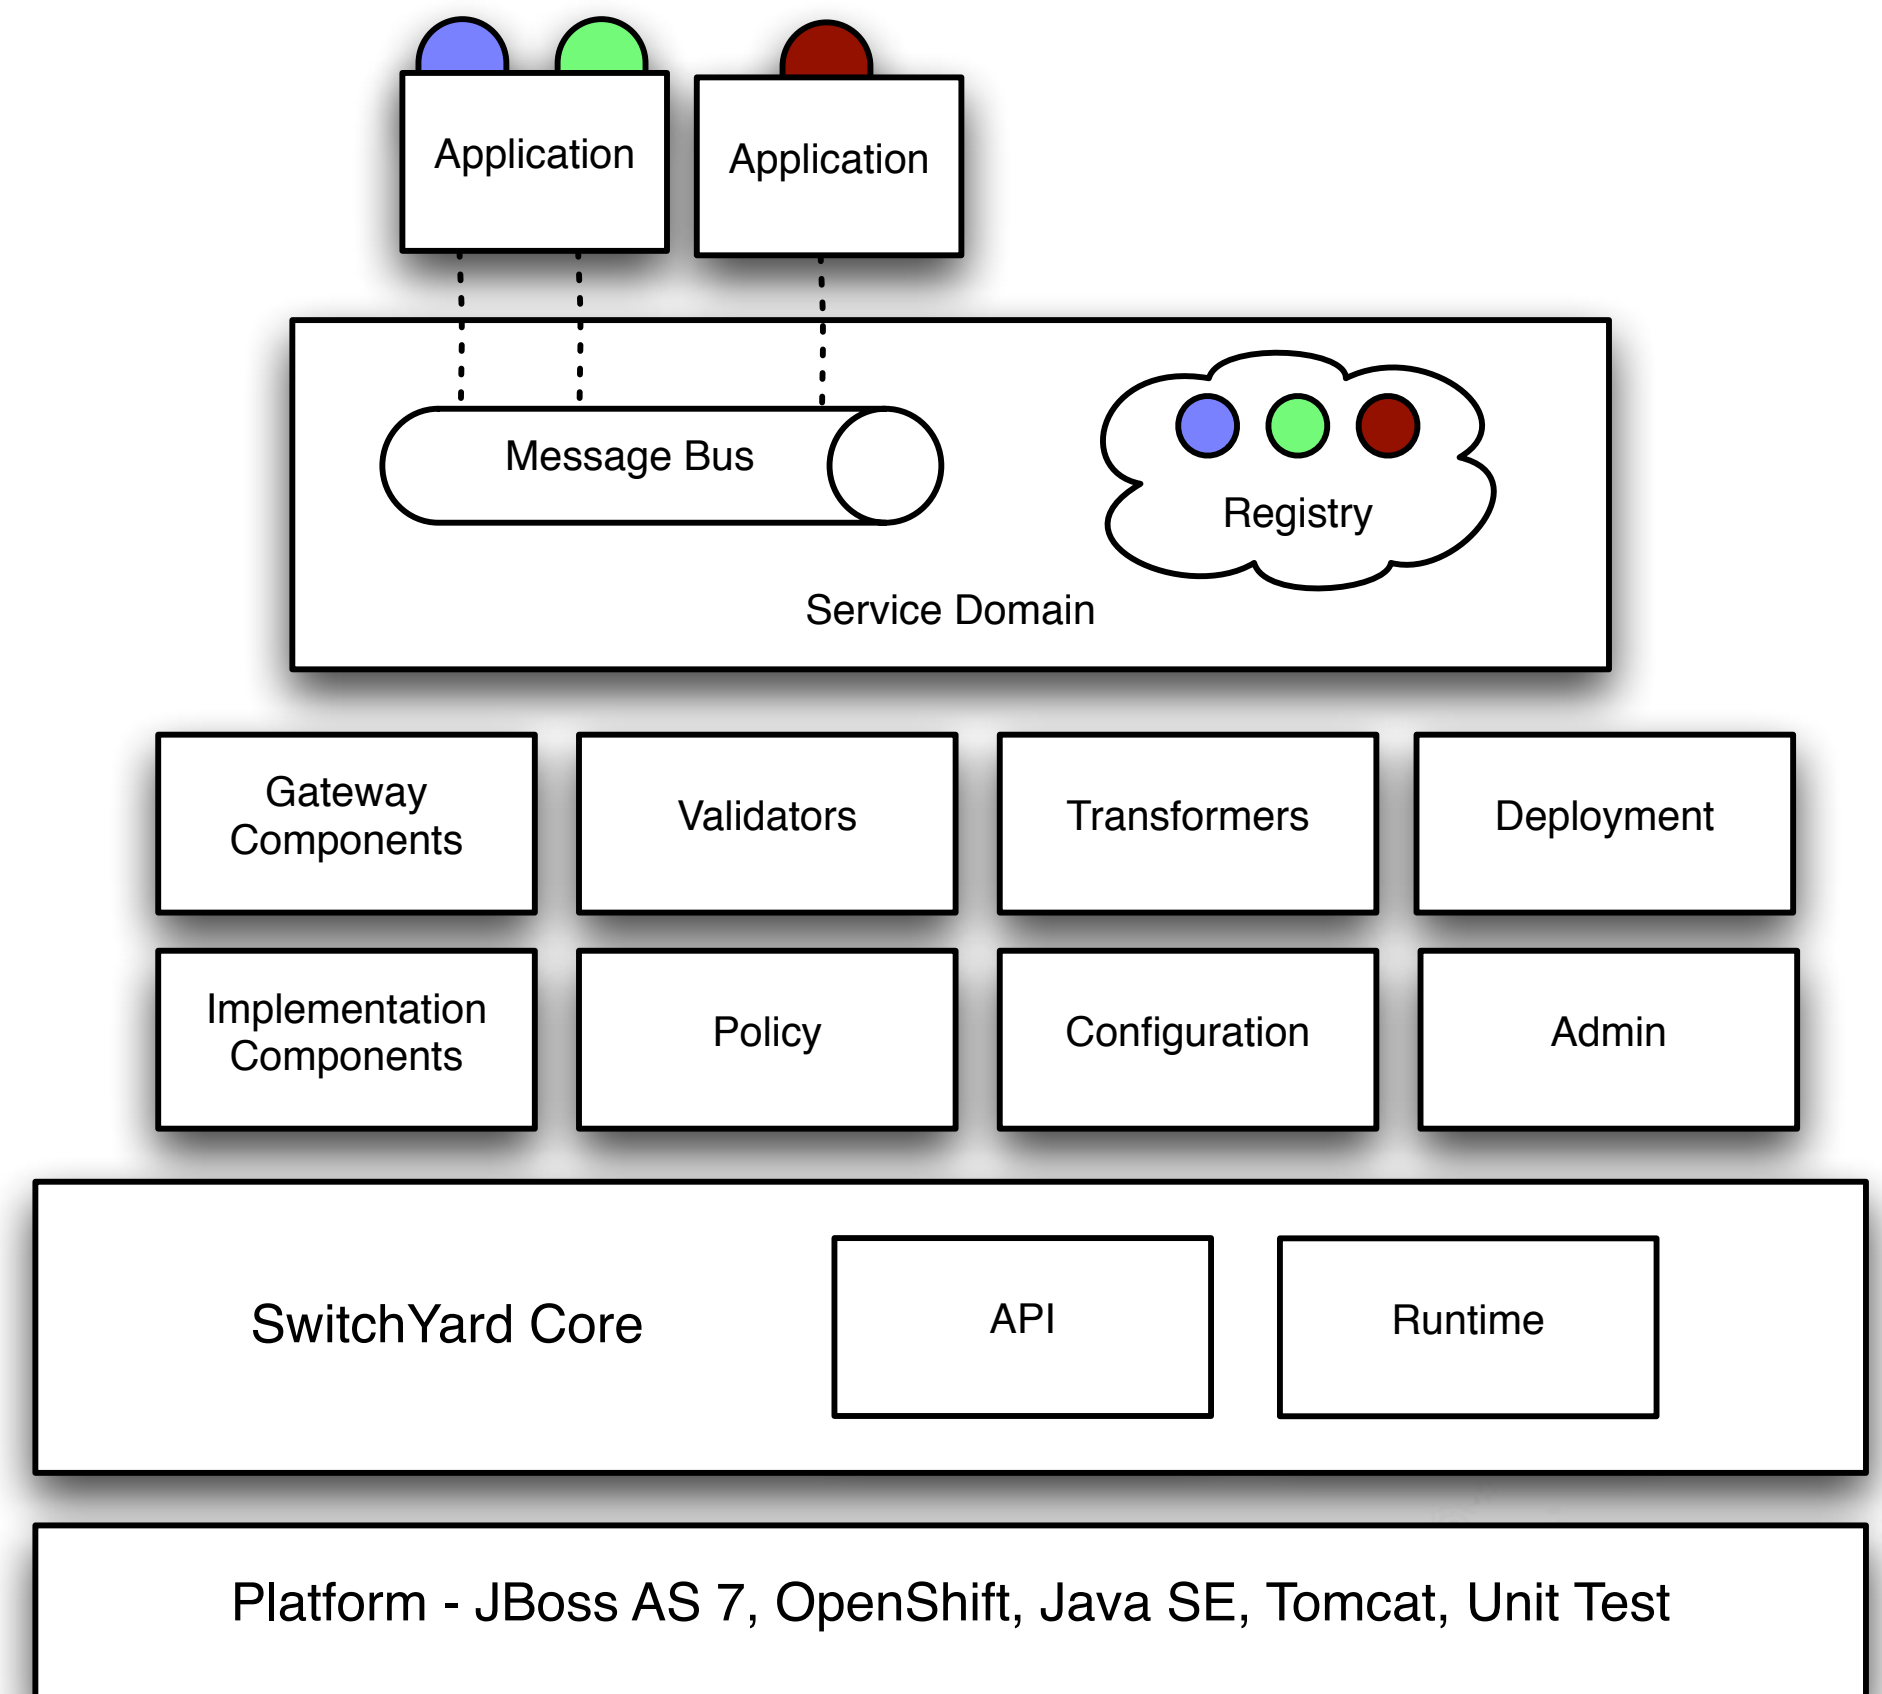 Application
Application
Message Bus
Registry
Service Domain
Gateway
Components
Validators
Transformers
Deployment
Implementation
Components
Policy
Configuration
Admin
SwitchYard Core
API
Runtime
Platform - JBoss AS 7, OpenShift, Java SE, Tomcat, Unit Test